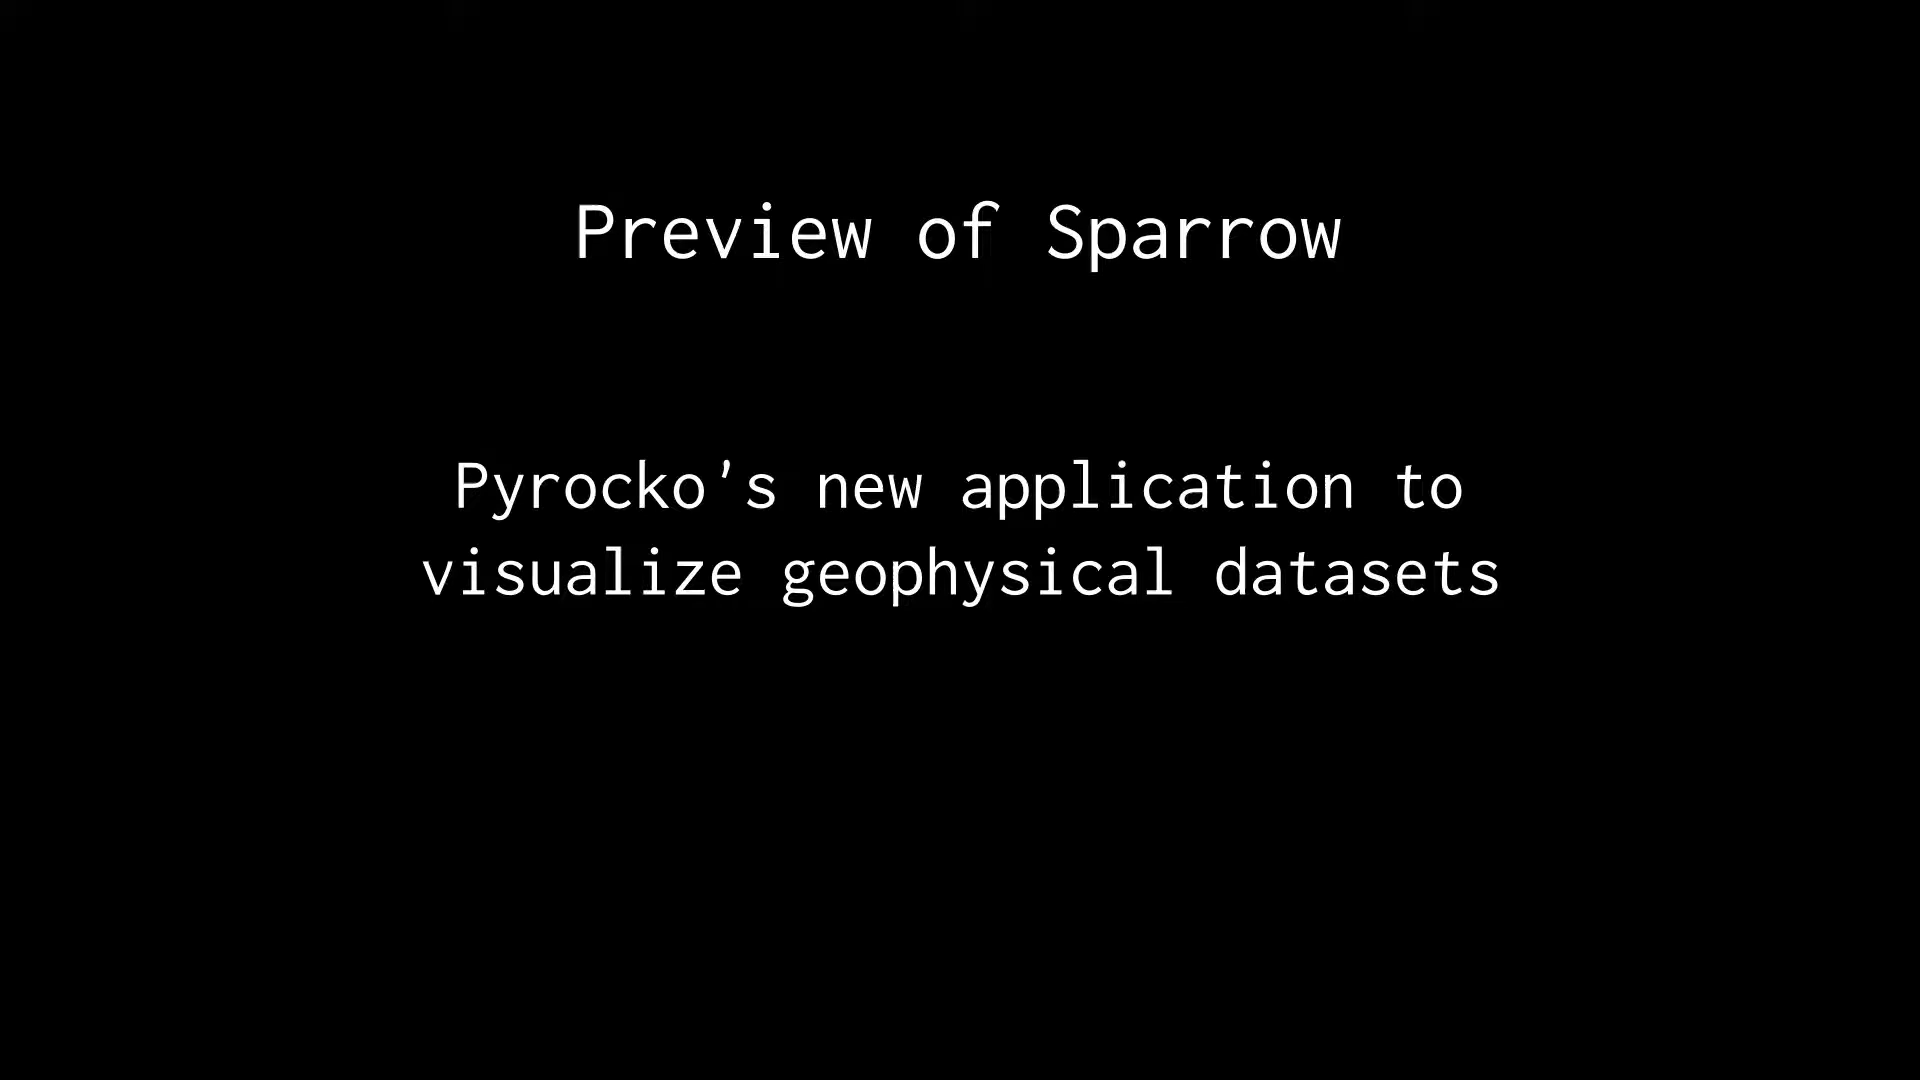 Preview of Sparrow
Pyrocko's new application to
visualize geophysical datasets